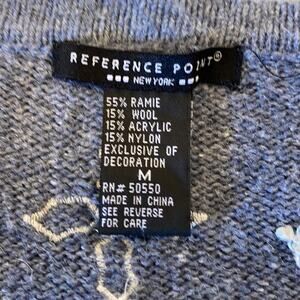 REFERENCE POINT®
NEW YORK
55% RAMIE
15% WOOL
15% ACRYLIC
15% NYLON
EXCLUSIVE OF
DECORATION
M
RN# 50550
MADE IN CHINA
SEE REVERSE
FOR CARE